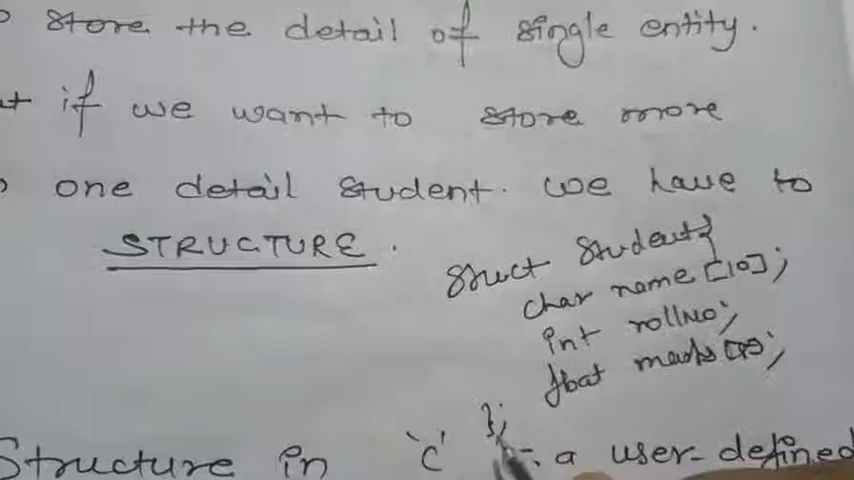 store the detail of single entity.
if we want to store more
one detail student. we have to
STRUCTURE.
struct student{
char name[10];
int rollno;
float marks
};
Structure in 'c' a user-defined